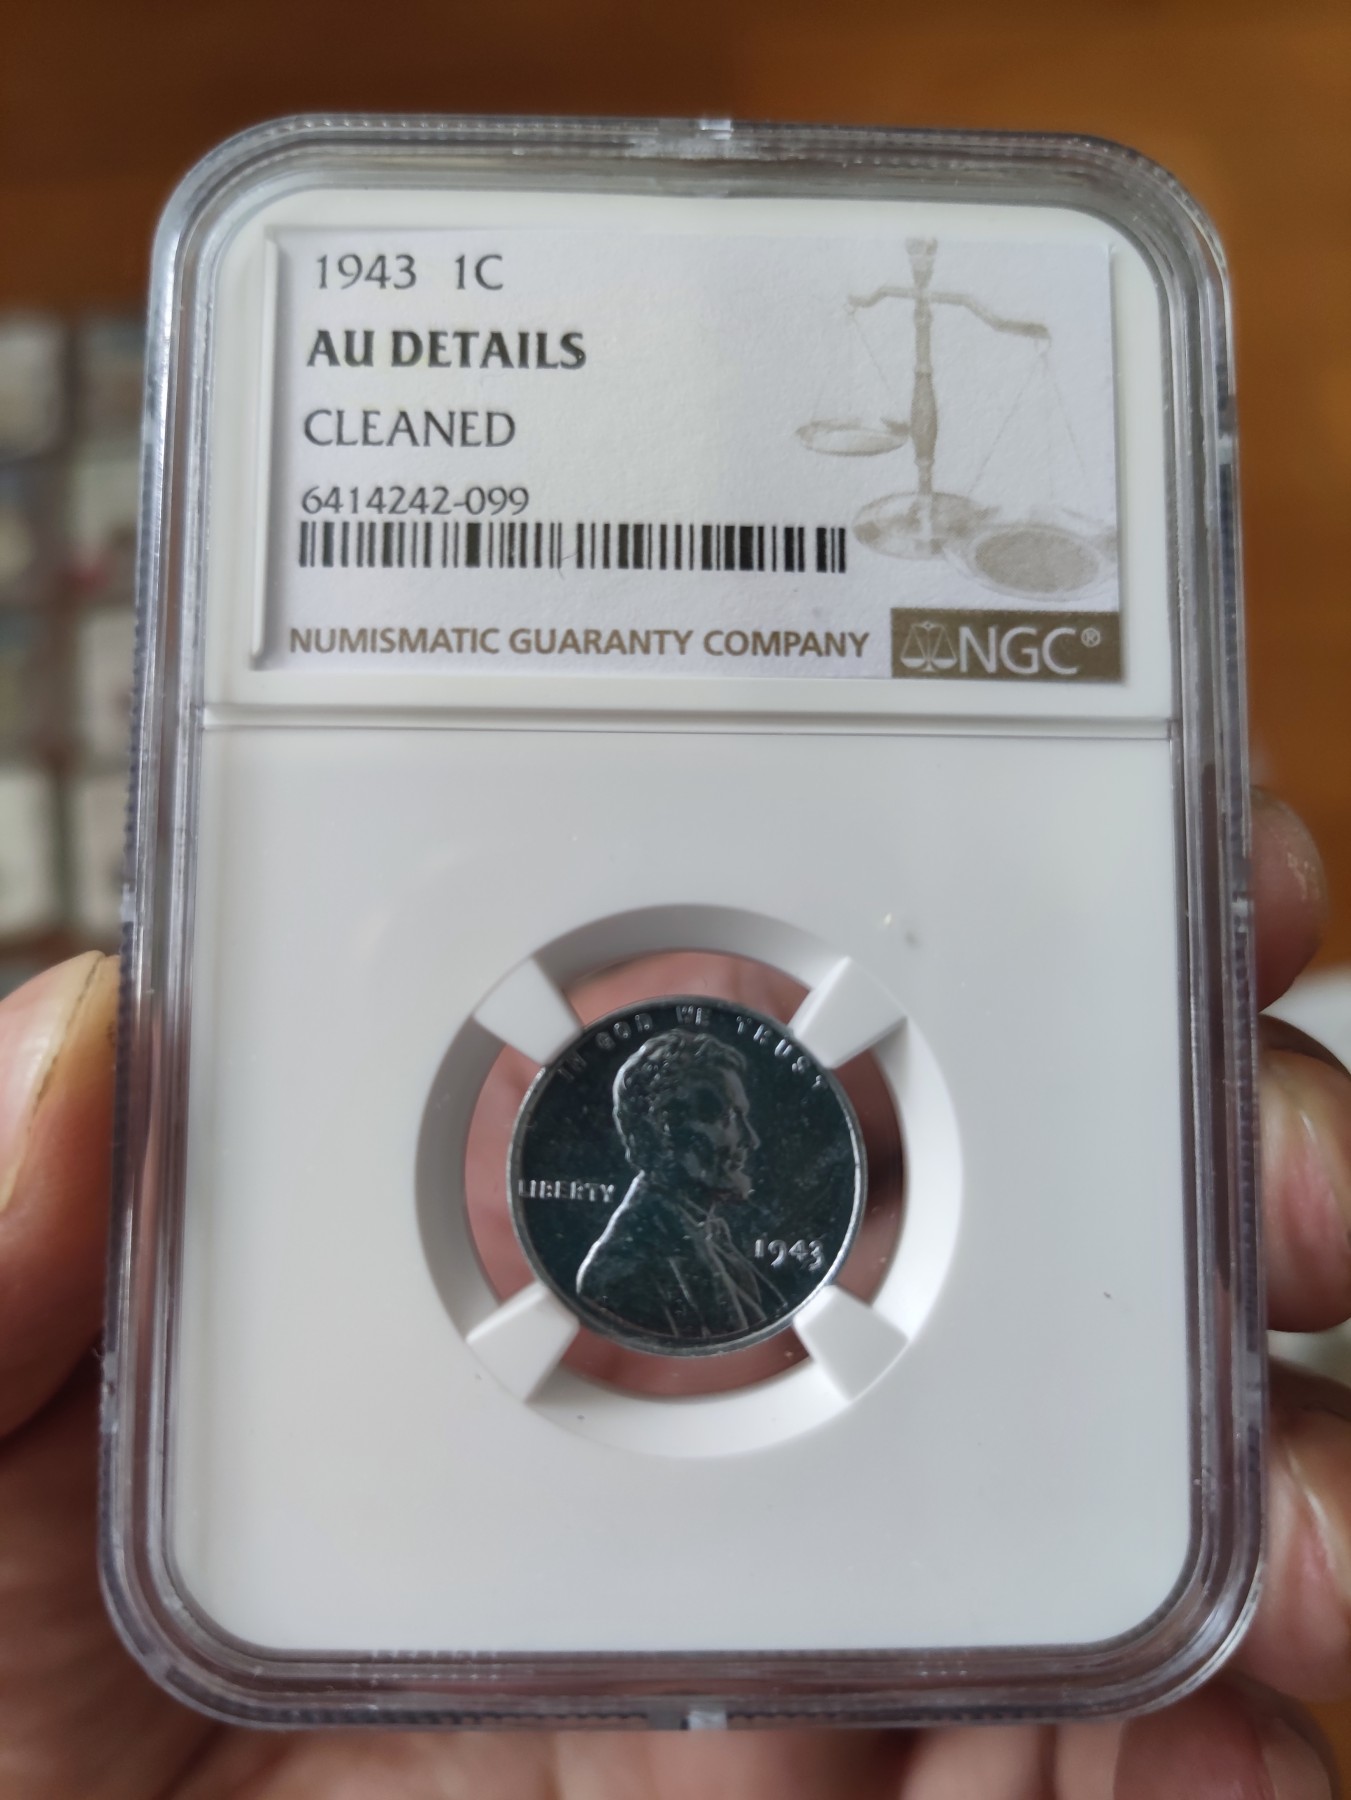 1943 1C
AU DETAILS
CLEANED
6414242-099
NUMISMATIC GUARANTY COMPANY
NGC®
IN GOD WE TRUST
LIBERTY
1943